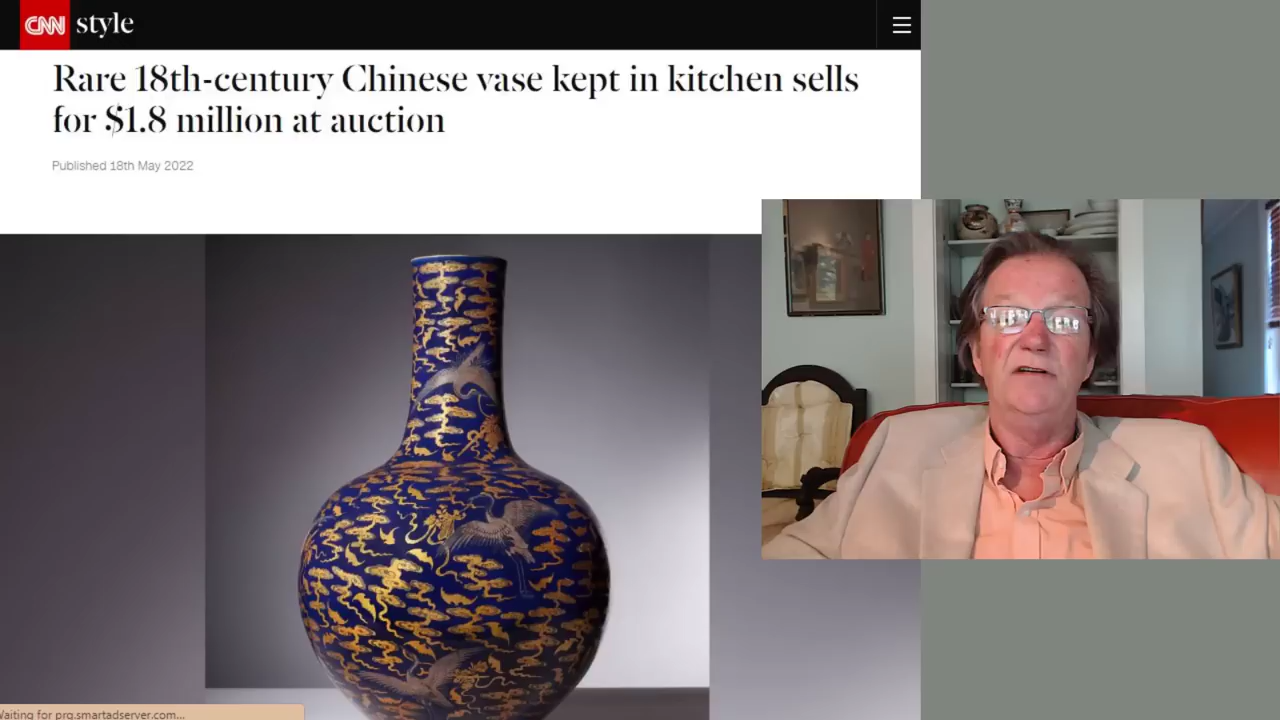 CNN style
Rare 18th-century Chinese vase kept in kitchen sells
for $1.8 million at auction
Published 18th May 2022
Waiting for prg.smartadserver.com...